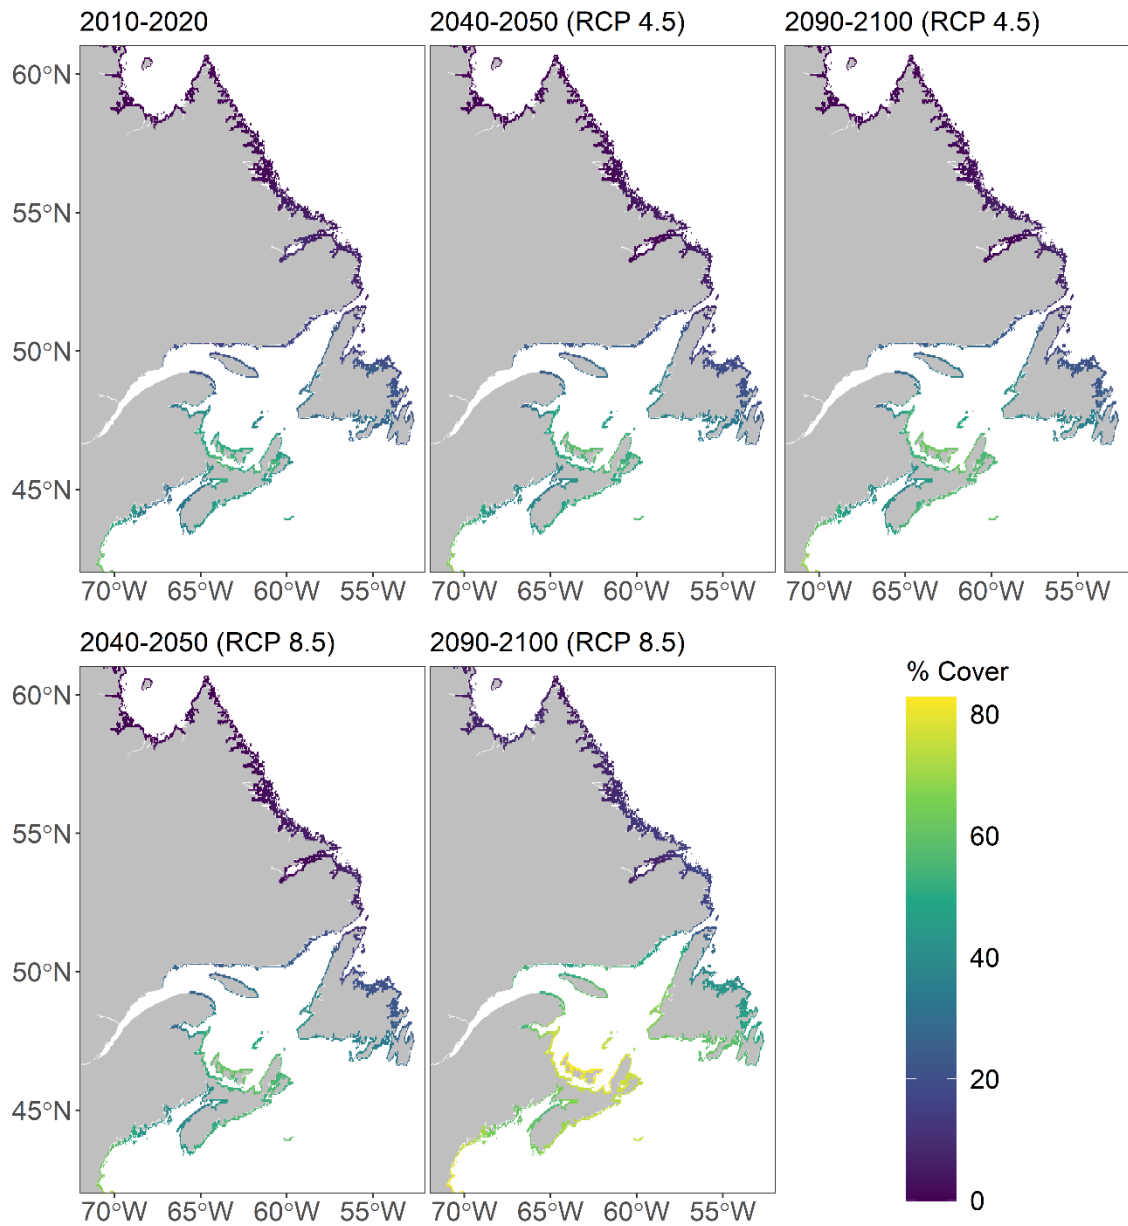 2010-2020
2040-2050 (RCP 4.5)
2090-2100 (RCP 4.5)
60°N
55°N
50°N
45°N
70°W 65°W 60°W 55°W
70°W 65°W 60°W 55°W
70°W 65°W 60°W 55°W
2040-2050 (RCP 8.5)
2090-2100 (RCP 8.5)
60°N
55°N
50°N
45°N
70°W 65°W 60°W 55°W
70°W 65°W 60°W 55°W
% Cover
80
60
40
20
0